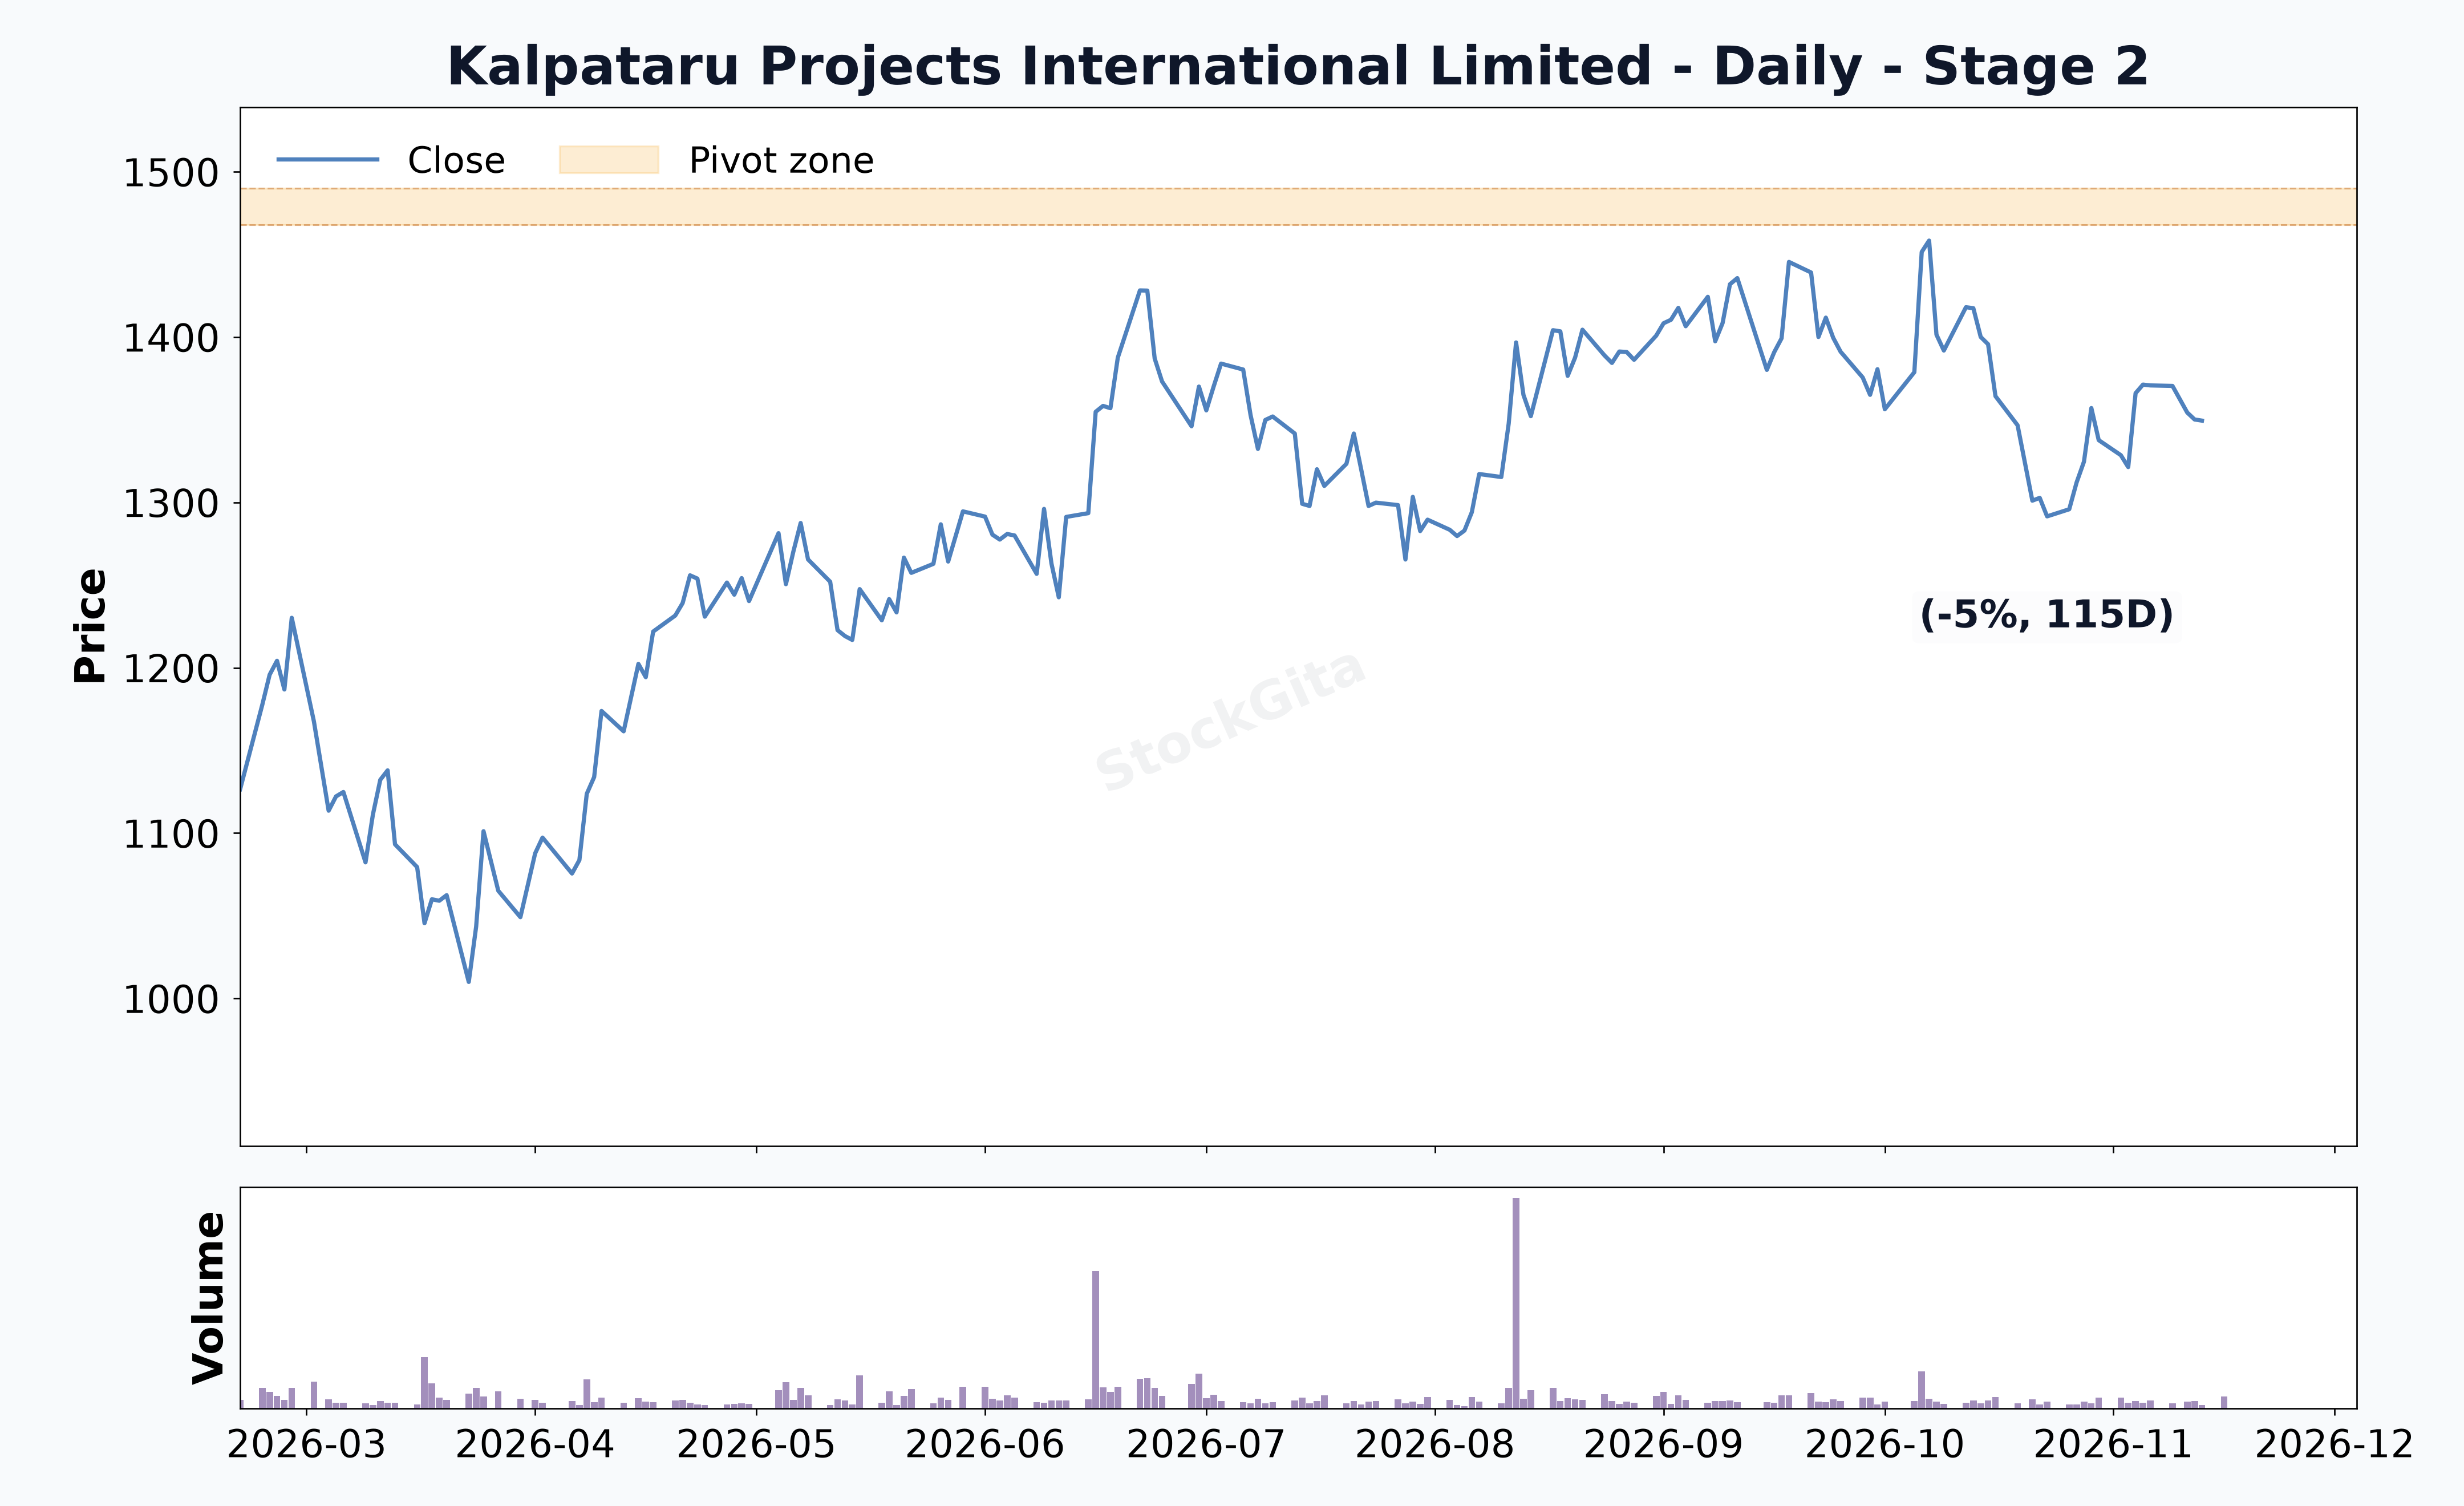 Kalpataru Projects International Limited - Daily - Stage 2
Close
Pivot zone
1500
1400
1300
1200
1100
1000
Price
(-5%, 115D)
StockGita
Volume
2026-03
2026-04
2026-05
2026-06
2026-07
2026-08
2026-09
2026-10
2026-11
2026-12